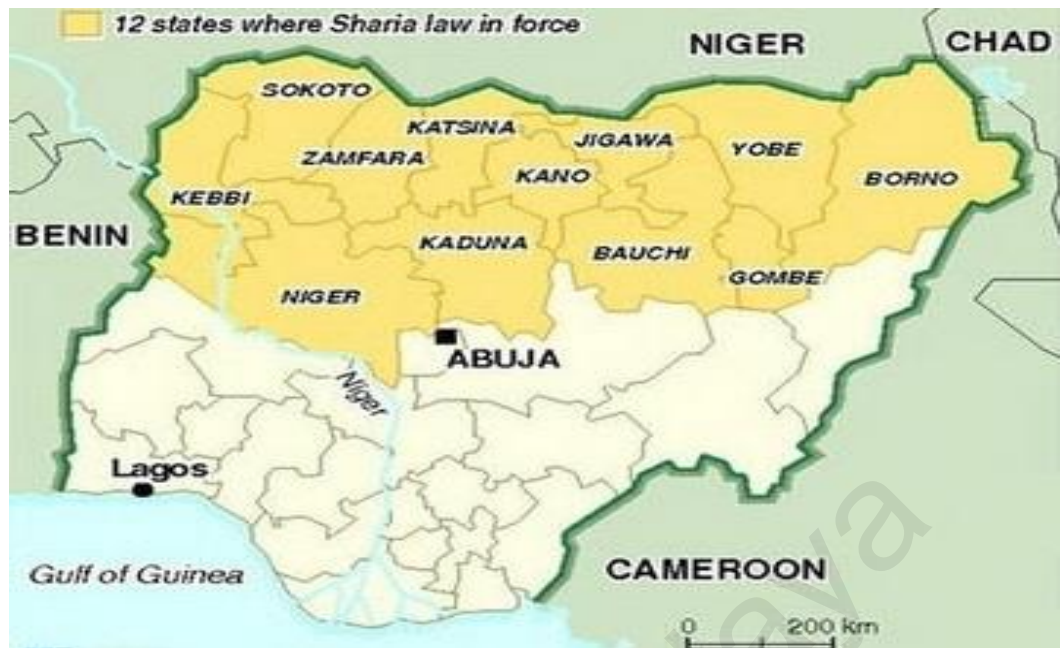 12 states where Sharia law in force
NIGER
CHAD
SOKOTO
KATSINA
JIGAWA
YOBE
ZAMFARA
KANO
BORNO
KEBBI
BENIN
KADUNA
BAUCHI
GOMBE
NIGER
ABUJA
Niger
Lagos
Gulf of Guinea
CAMEROON
0 200 km